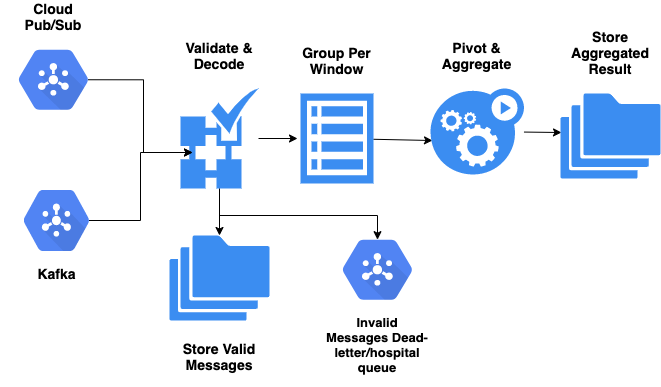 Cloud
Pub/Sub
Validate &
Decode
Group Per
Window
Pivot &
Aggregate
Store
Aggregated
Result
Kafka
Store Valid
Messages
Invalid
Messages Dead-
letter/hospital
queue